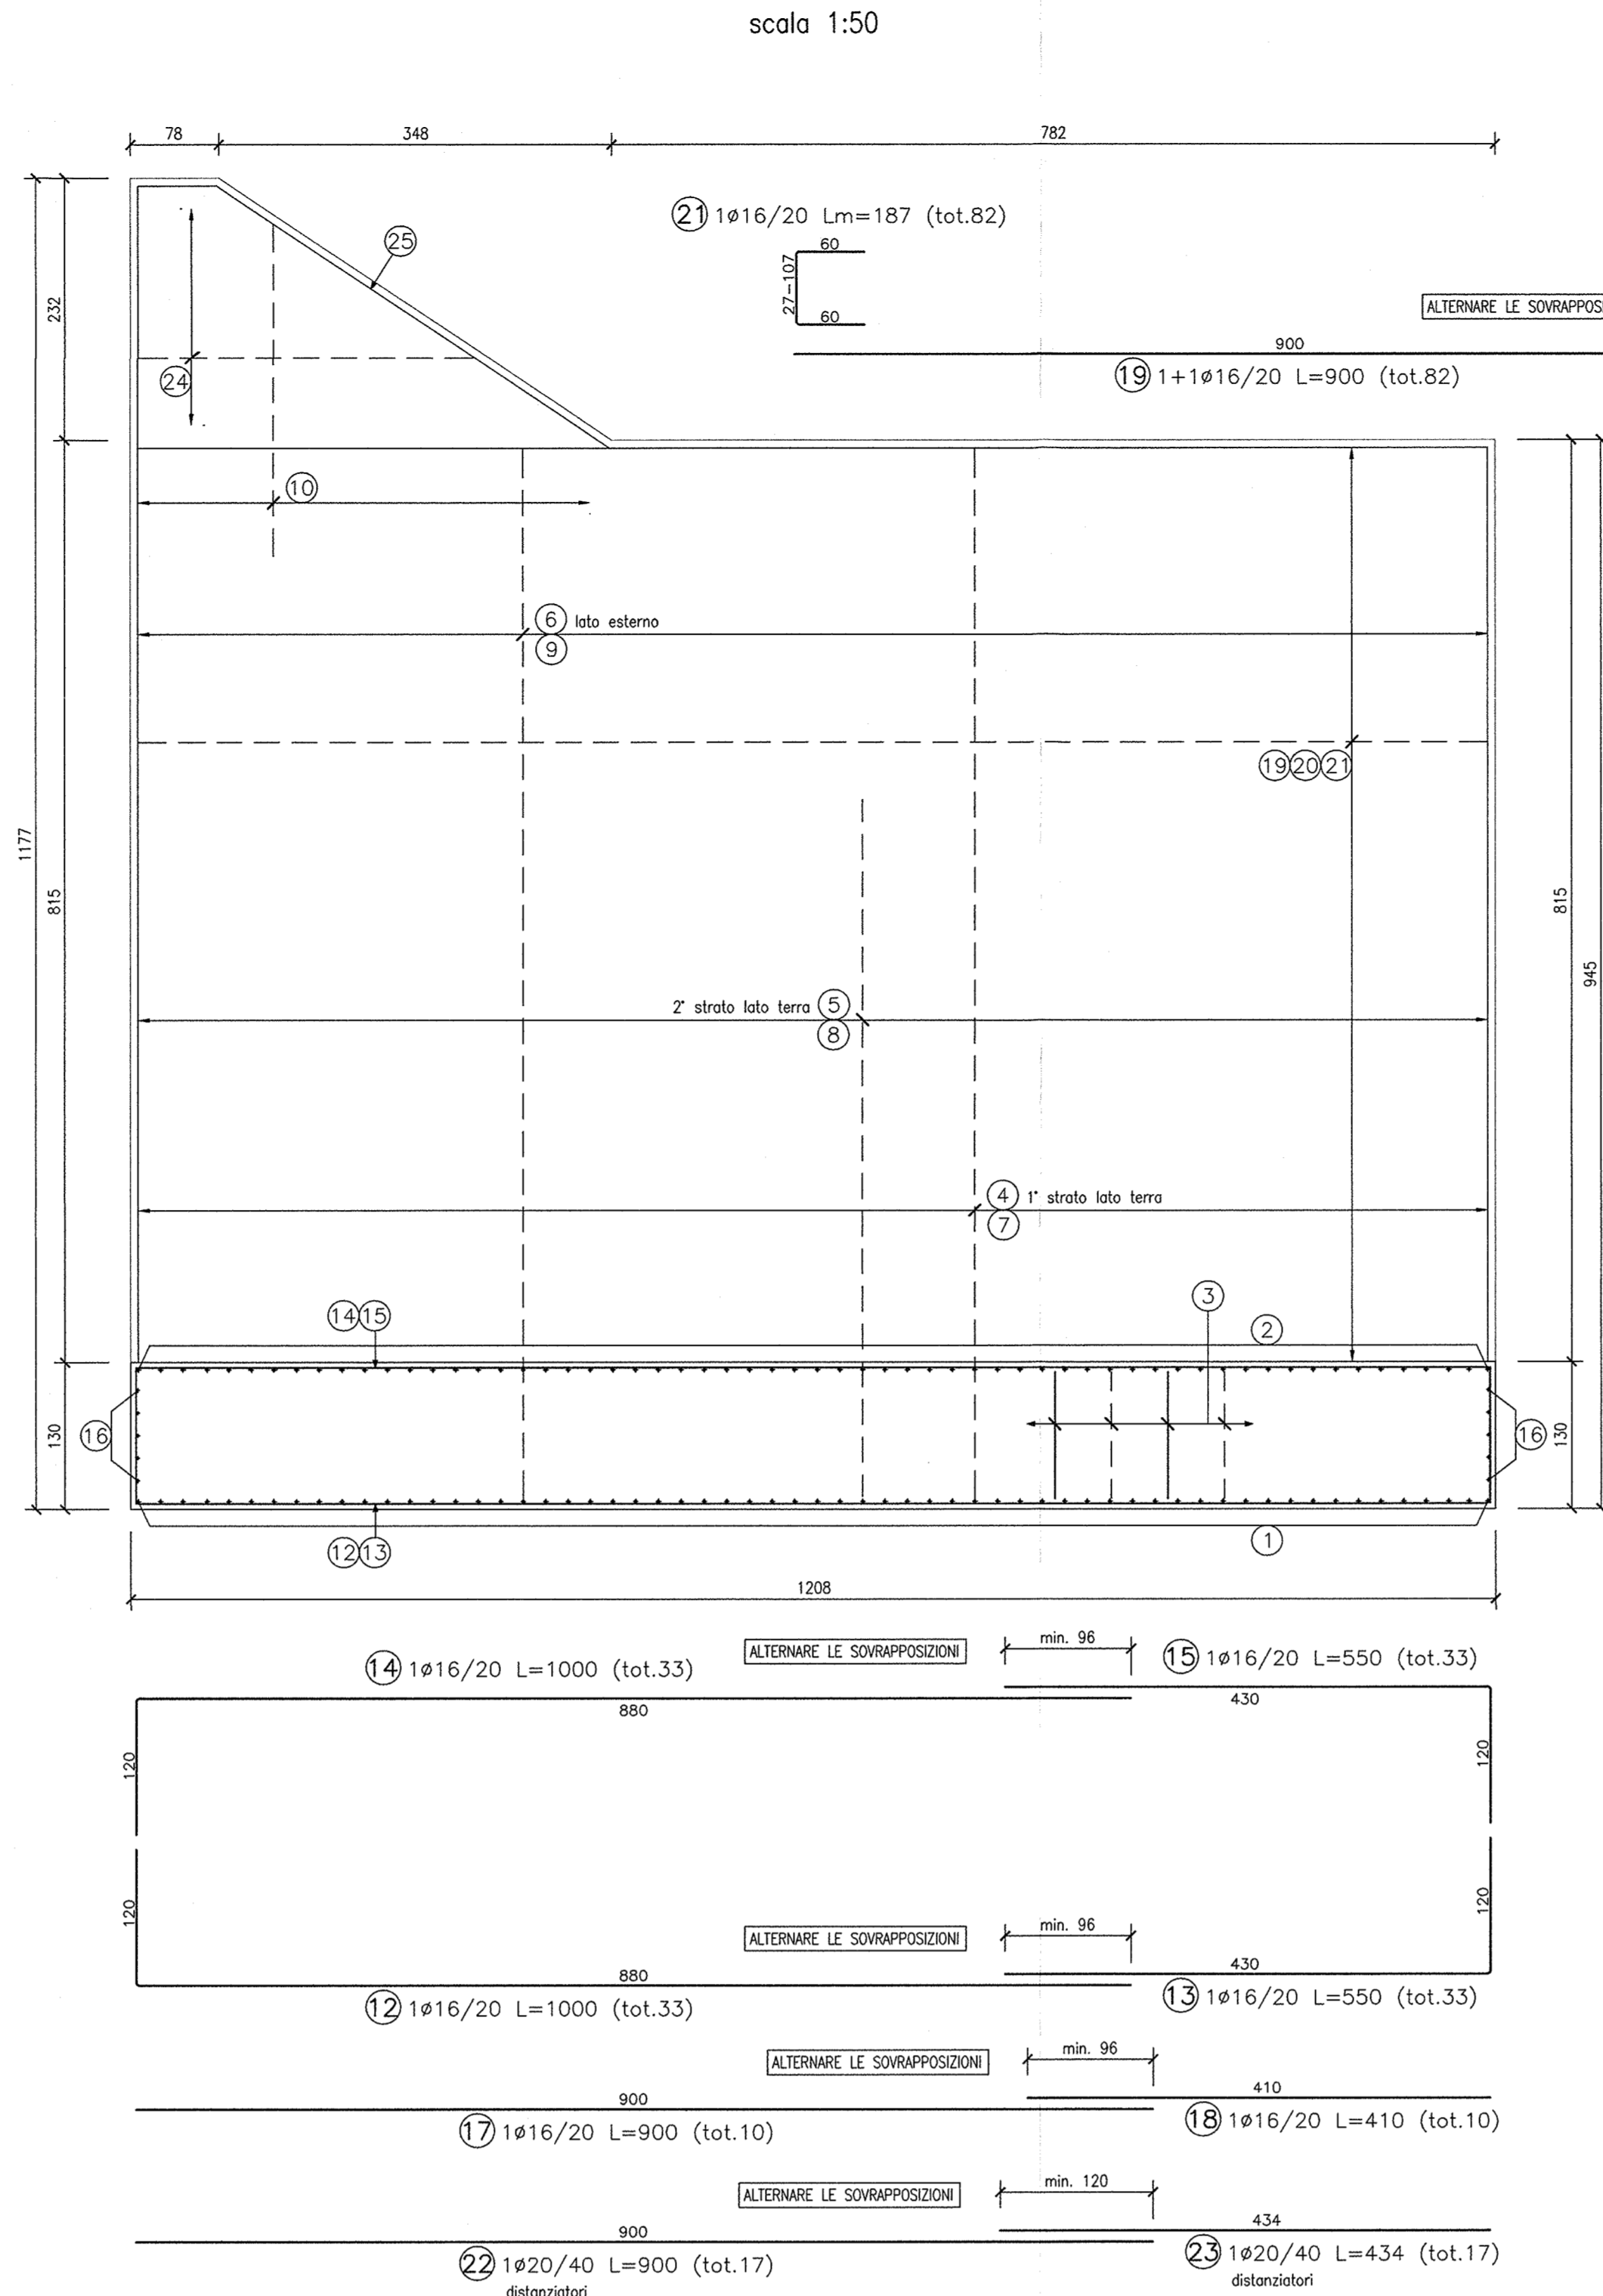 scala 1:50
78
348
782
21 1ø16/20 Lm=187 (tot.82)
60
27-107
60
25
232
ALTERNARE LE
900
19 1+1ø16/20 L=900 (tot.82)
24
10
6 lato esterno
9
19 20 21
1177
815
815
945
2° strato lato terra 5
8
4 1° strato lato terra
7
3
14 15
2
130
16
16
130
12 13
1
1208
ALTERNARE LE SOVRAPPOSIZIONI
min. 96
14 1ø16/20 L=1000 (tot.33)
15 1ø16/20 L=550 (tot.33)
880
430
120
120
120
120
ALTERNARE LE SOVRAPPOSIZIONI
min. 96
880
430
12 1ø16/20 L=1000 (tot.33)
13 1ø16/20 L=550 (tot.33)
ALTERNARE LE SOVRAPPOSIZIONI
min. 96
900
410
17 1ø16/20 L=900 (tot.10)
18 1ø16/20 L=410 (tot.10)
ALTERNARE LE SOVRAPPOSIZIONI
min. 120
900
434
22 1ø20/40 L=900 (tot.17)
distanziatori
23 1ø20/40 L=434 (tot.17)
distanziatori